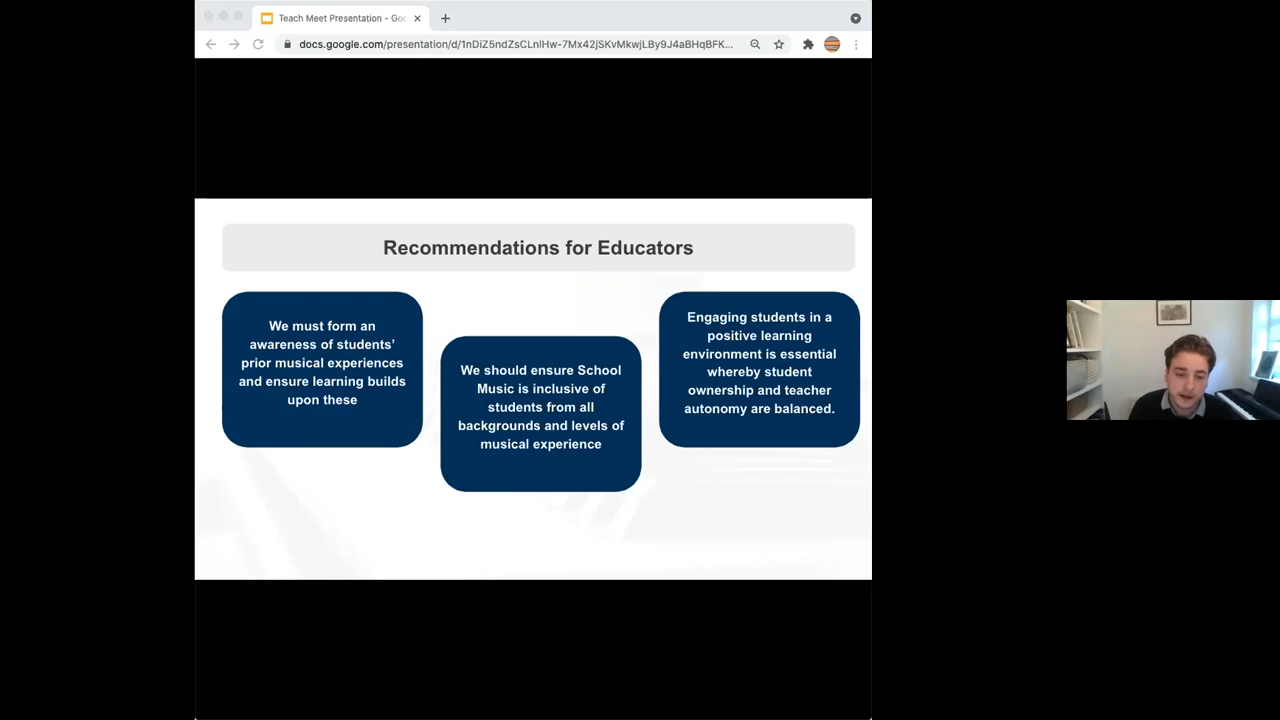 Teach Meet Presentation - Goo
docs.google.com/presentation/d/1nDiZ5ndZsCLnlHw-7Mx42jSKvMkwjLBy9J4aBHqBFK...
Recommendations for Educators
We must form an
awareness of students’
prior musical experiences
and ensure learning builds
upon these
We should ensure School
Music is inclusive of
students from all
backgrounds and levels of
musical experience
Engaging students in a
positive learning
environment is essential
whereby student
ownership and teacher
autonomy are balanced.